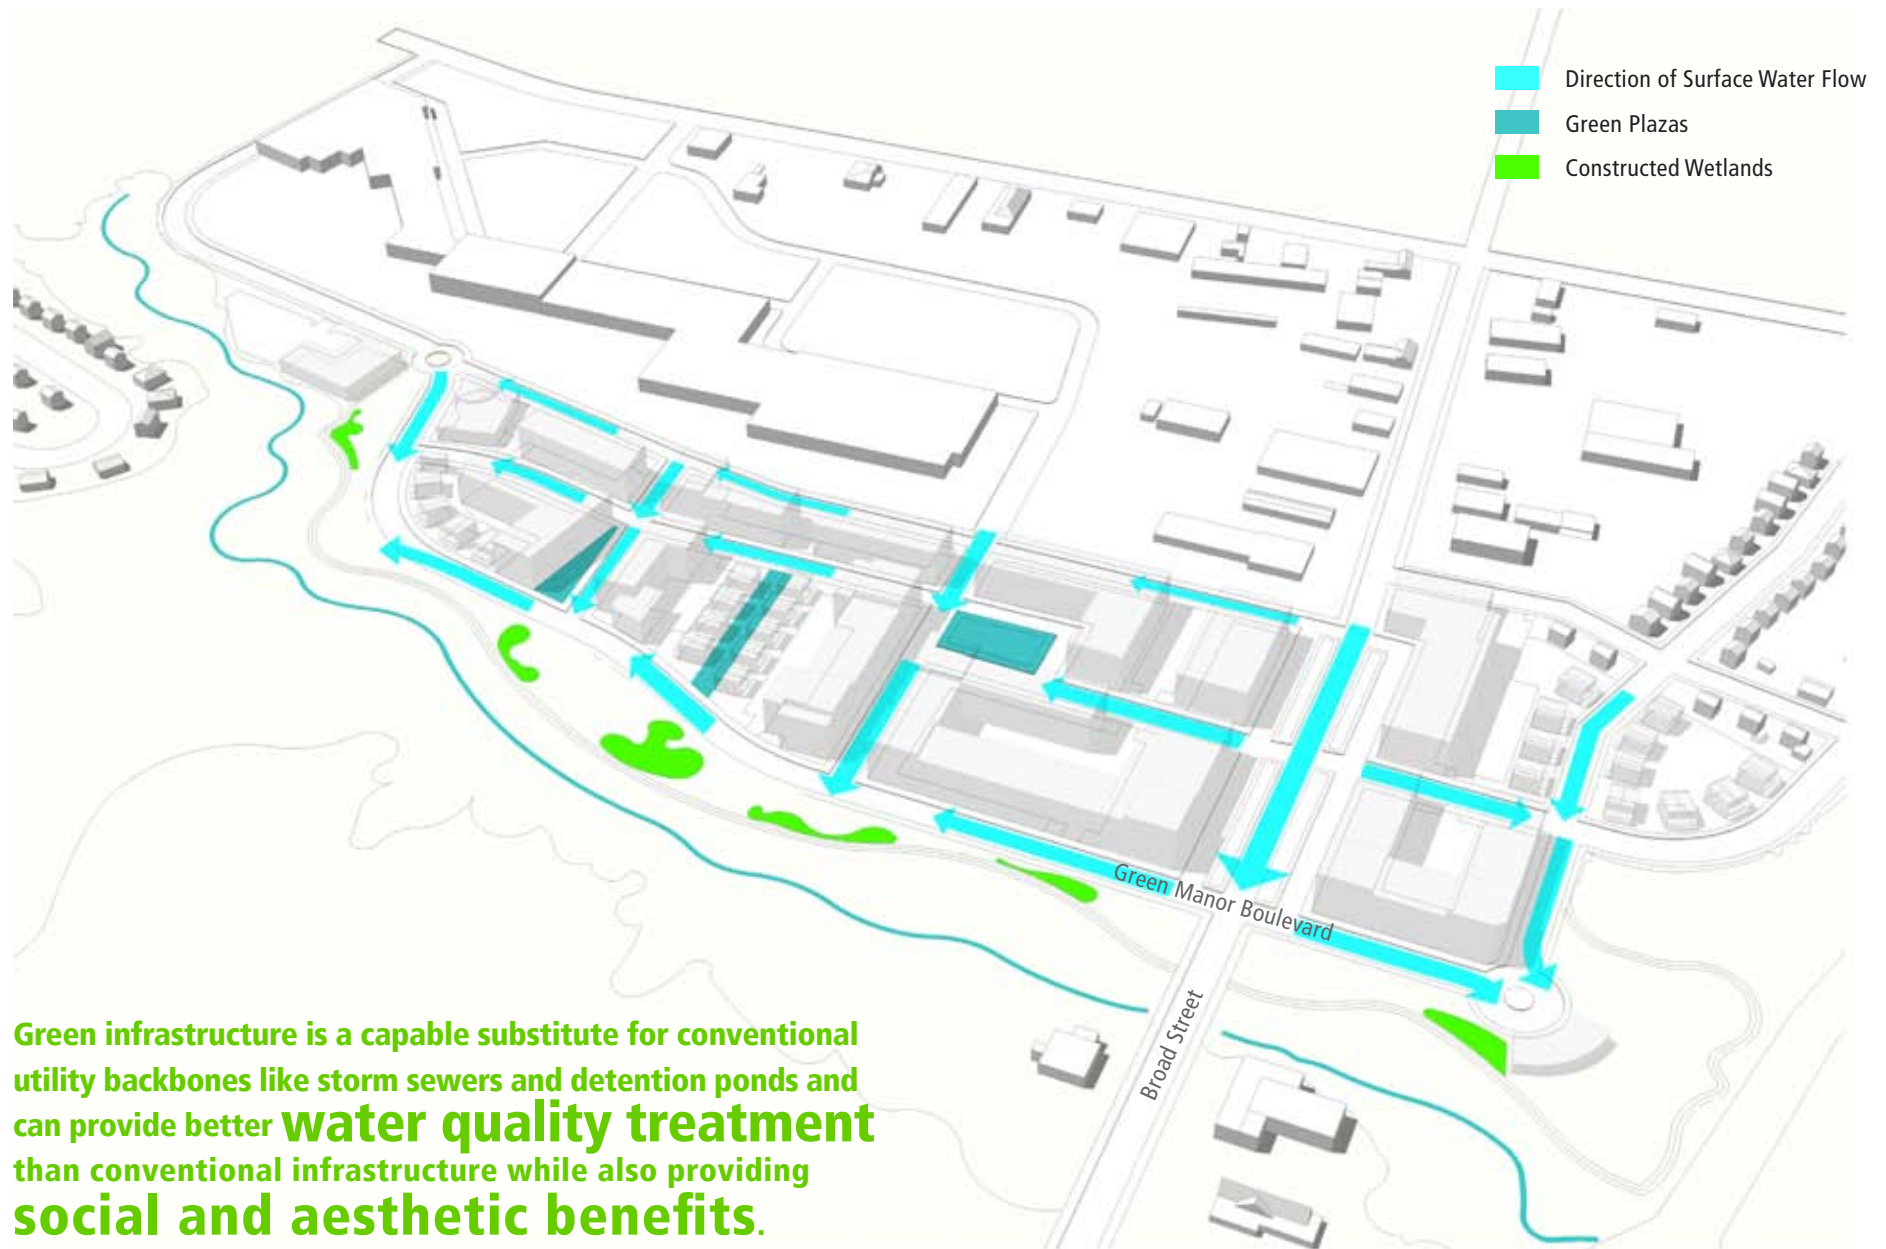 Direction of Surface Water Flow
Green Plazas
Constructed Wetlands
Green Manor Boulevard
Broad Street
Green infrastructure is a capable substitute for conventional
utility backbones like storm sewers and detention ponds and
can provide better water quality treatment
than conventional infrastructure while also providing
social and aesthetic benefits.